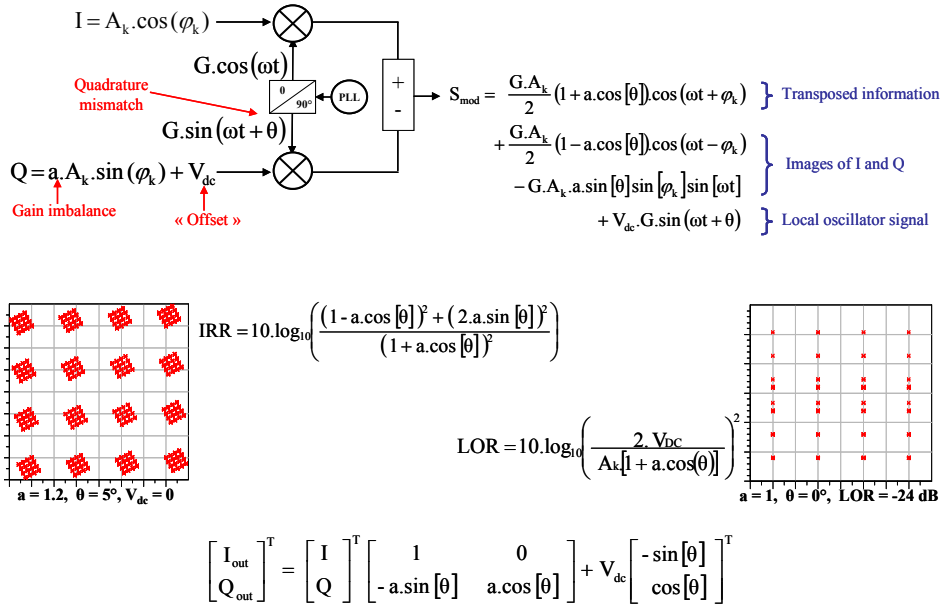 I = A_k.cos(φ_k)
G.cos(ωt)
Quadrature
mismatch
0
90°
PLL
+
-
G.sin(ωt + θ)
Q = a.A_k.sin(φ_k) + V_dc
Gain imbalance
« Offset »
S_mod = G.A_k/2 (1 + a.cos[θ]).cos(ωt + φ_k)
Transposed information
+ G.A_k/2 (1 − a.cos[θ]).cos(ωt − φ_k)
Images of I and Q
− G.A_k.a.sin[θ]sin[φ_k]sin[ωt]
+ V_dc.G.sin(ωt + θ)
Local oscillator signal
IRR = 10.log_10( ((1 - a.cos[θ])^2 + (2.a.sin[θ])^2) / (1 + a.cos[θ])^2 )
LOR = 10.log_10( 2.V_DC / A_k[1 + a.cos(θ)] )^2
a = 1.2, θ = 5°, V_dc = 0
a = 1, θ = 0°, LOR = -24 dB
[I_out Q_out]^T = [I Q]^T [1 0 -a.sin[θ] a.cos[θ]] + V_dc [-sin[θ] cos[θ]]^T